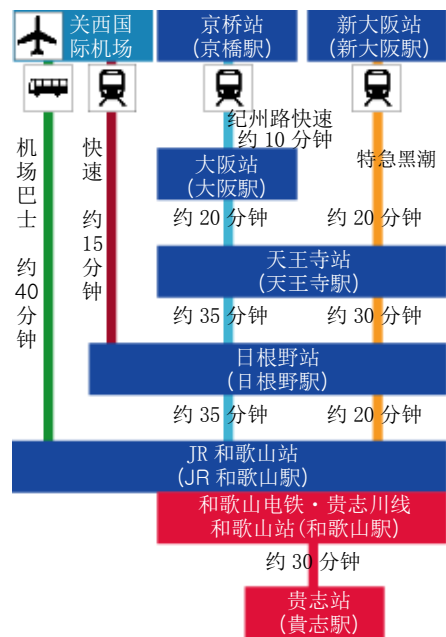 关西国
际机场
京桥站
(京橋駅)
新大阪站
(新大阪駅)
纪州路快速
约 10 分钟
特急黑潮
机场巴士 约40分钟
快速 约15分钟
大阪站
(大阪駅)
约 20 分钟
约 20 分钟
天王寺站
(天王寺駅)
约 35 分钟
约 30 分钟
日根野站
(日根野駅)
约 35 分钟
约 20 分钟
JR 和歌山站
(JR 和歌山駅)
和歌山电铁・贵志川线
和歌山站(和歌山駅)
约 30 分钟
贵志站
(貴志駅)